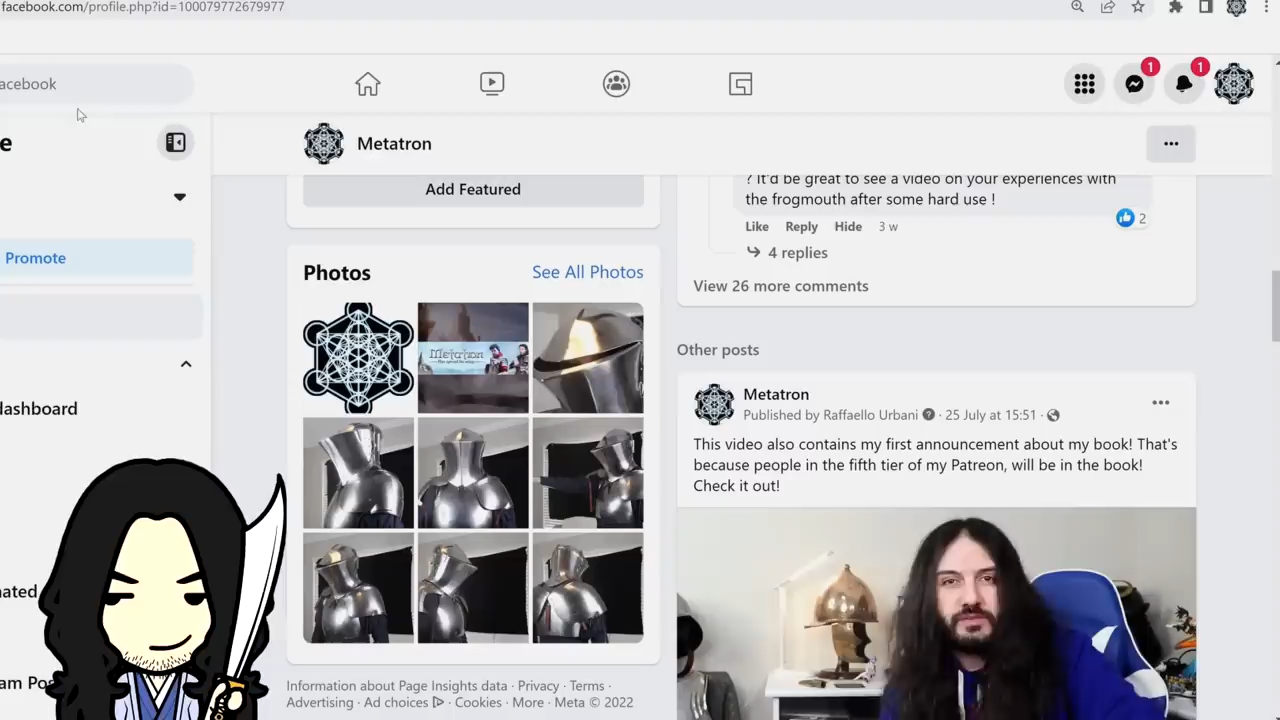 facebook.com/profile.php?id=100079772679977
acebook
1
1
e
Metatron
Promote
dashboard
Add Featured
Photos
See All Photos
Metatron
Information about Page Insights data · Privacy · Terms ·
Advertising · Ad choices · Cookies · More · Meta © 2022
? It'd be great to see a video on your experiences with
the frogmouth after some hard use !
2
Like Reply Hide 3 w
4 replies
View 26 more comments
Other posts
Metatron
Published by Raffaello Urbani · 25 July at 15:51 ·
This video also contains my first announcement about my book! That's
because people in the fifth tier of my Patreon, will be in the book!
Check it out!